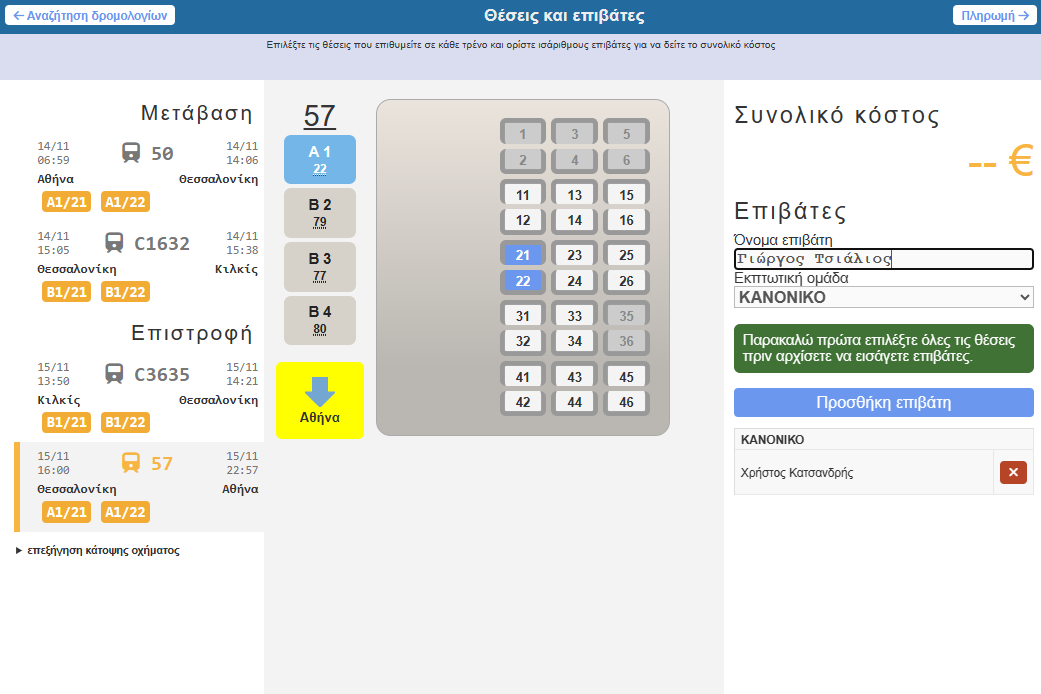 ← Αναζήτηση δρομολογίων
Θέσεις και επιβάτες
Πληρωμή →
Επιλέξτε τις θέσεις που επιθυμείτε σε κάθε τρένο και ορίστε ισάριθμους επιβάτες για να δείτε το συνολικό κόστος
Μετάβαση
14/11 50 14/11
06:59 14:06
Αθήνα Θεσσαλονίκη
A1/21 A1/22
14/11 C1632 14/11
15:05 15:38
Θεσσαλονίκη Κιλκίς
B1/21 B1/22
Επιστροφή
15/11 C3635 15/11
13:50 14:21
Κιλκίς Θεσσαλονίκη
B1/21 B1/22
15/11 57 15/11
16:00 22:57
Θεσσαλονίκη Αθήνα
A1/21 A1/22
▶ επεξήγηση κάτοψης οχήματος
57
Α 1
22
Β 2
79
Β 3
77
Β 4
80
Αθήνα
1 3 5
2 4 6
11 13 15
12 14 16
21 23 25
22 24 26
31 33 35
32 34 36
41 43 45
42 44 46
Συνολικό κόστος
-- €
Επιβάτες
Όνομα επιβάτη
Γιώργος Τσιάλιος
Εκπτωτική ομάδα
ΚΑΝΟΝΙΚΟ
Παρακαλώ πρώτα επιλέξτε όλες τις θέσεις
πριν αρχίσετε να εισάγετε επιβάτες.
Προσθήκη επιβάτη
ΚΑΝΟΝΙΚΟ
Χρήστος Κατσανδρής ✕